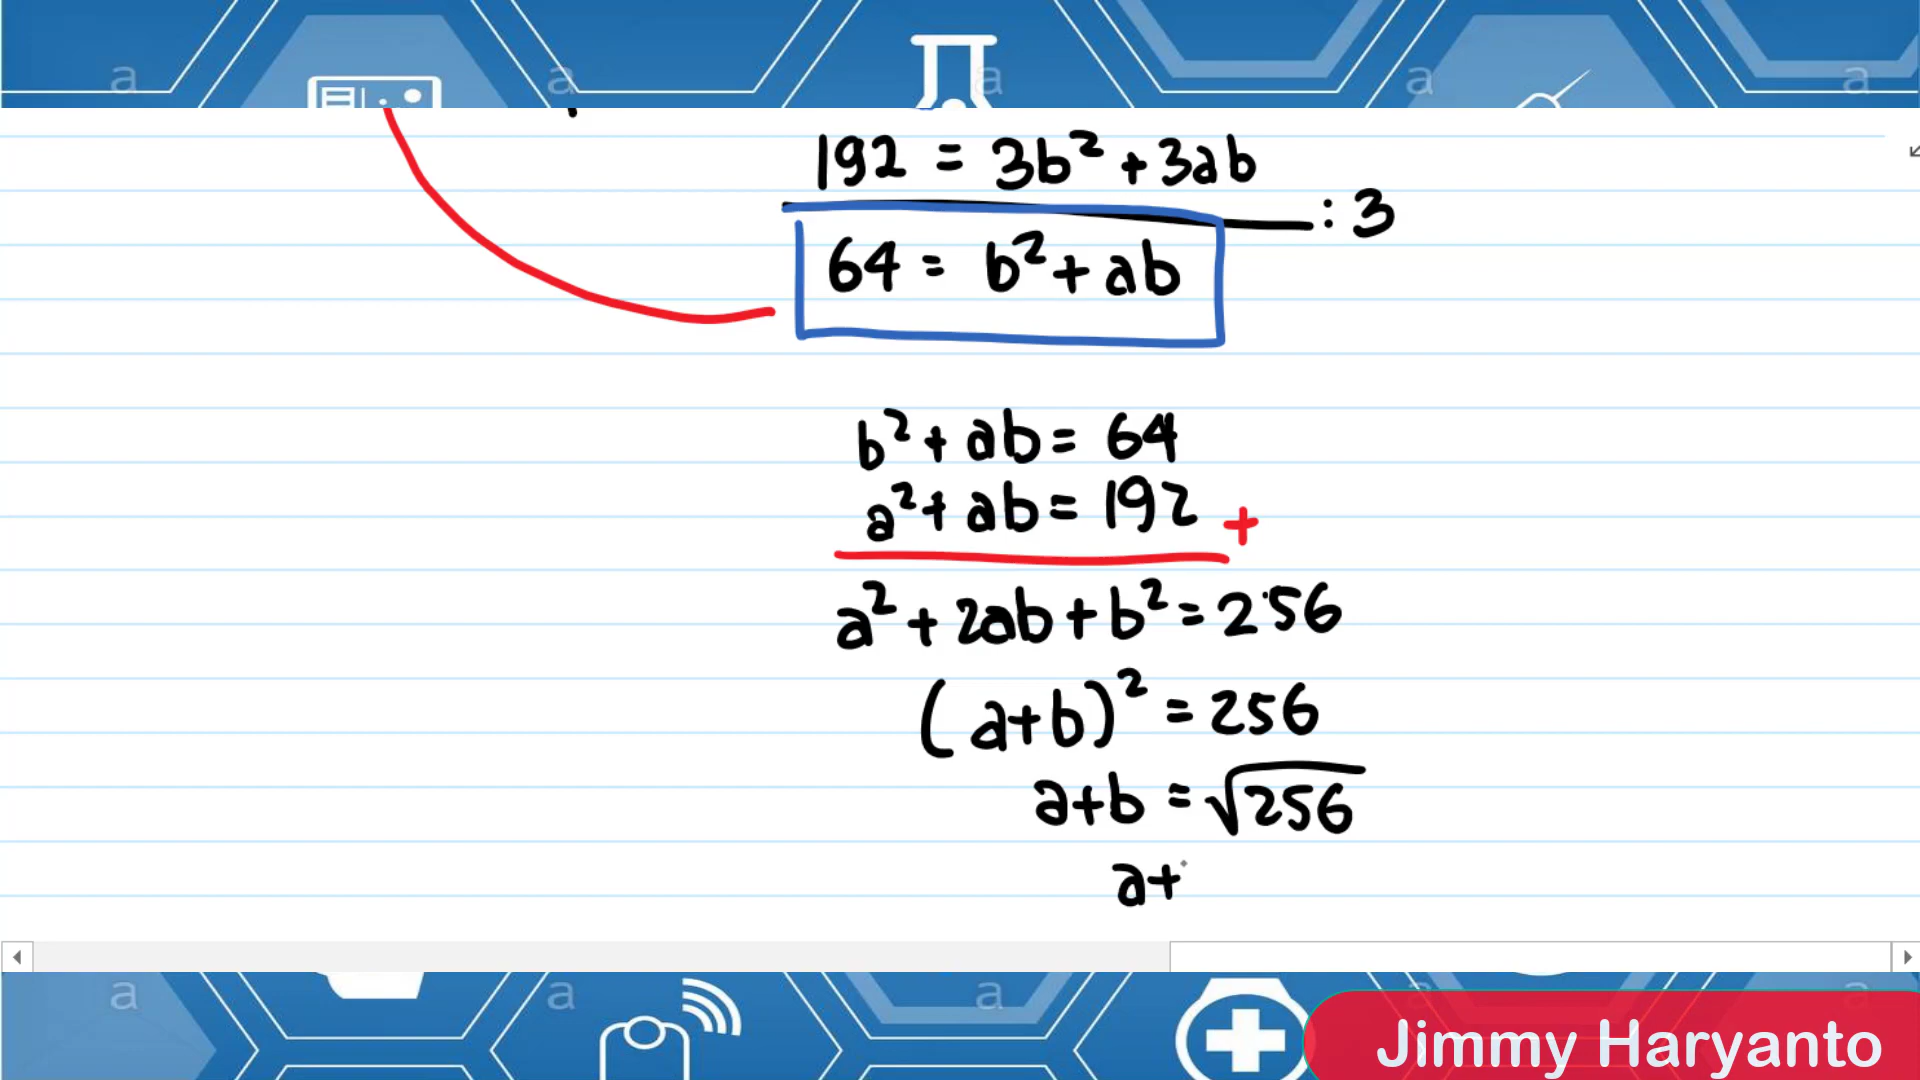 a a a a a
192 = 3b² + 3ab
: 3
64 = b² + ab
b² + ab = 64
a² + ab = 192 +
a² + 2ab + b² = 256
(a+b)² = 256
a+b = √256
a+
a a a a a
Jimmy Haryanto